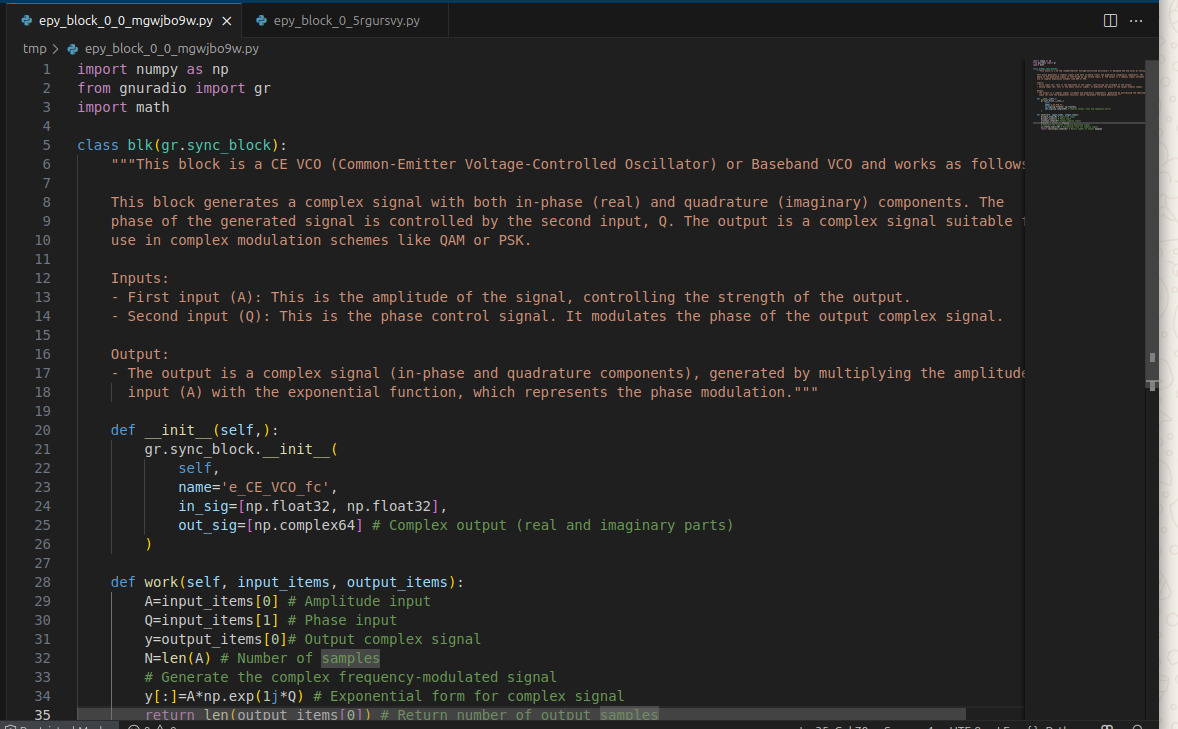 epy_block_0_0_mgwjbo9w.py
epy_block_0_5rgursvy.py
tmp > epy_block_0_0_mgwjbo9w.py
1 import numpy as np
2 from gnuradio import gr
3 import math
4
5 class blk(gr.sync_block):
6 """This block is a CE VCO (Common-Emitter Voltage-Controlled Oscillator) or Baseband VCO and works as follows
7
8 This block generates a complex signal with both in-phase (real) and quadrature (imaginary) components. The
9 phase of the generated signal is controlled by the second input, Q. The output is a complex signal suitable
10 use in complex modulation schemes like QAM or PSK.
11
12 Inputs:
13 - First input (A): This is the amplitude of the signal, controlling the strength of the output.
14 - Second input (Q): This is the phase control signal. It modulates the phase of the output complex signal.
15
16 Output:
17 - The output is a complex signal (in-phase and quadrature components), generated by multiplying the amplitude
18 input (A) with the exponential function, which represents the phase modulation."""
19
20 def __init__(self,):
21 gr.sync_block.__init__(
22 self,
23 name='e_CE_VCO_fc',
24 in_sig=[np.float32, np.float32],
25 out_sig=[np.complex64] # Complex output (real and imaginary parts)
26 )
27
28 def work(self, input_items, output_items):
29 A=input_items[0] # Amplitude input
30 Q=input_items[1] # Phase input
31 y=output_items[0]# Output complex signal
32 N=len(A) # Number of samples
33 # Generate the complex frequency-modulated signal
34 y[:]=A*np.exp(1j*Q) # Exponential form for complex signal
35 return len(output_items[0]) # Return number of output samples